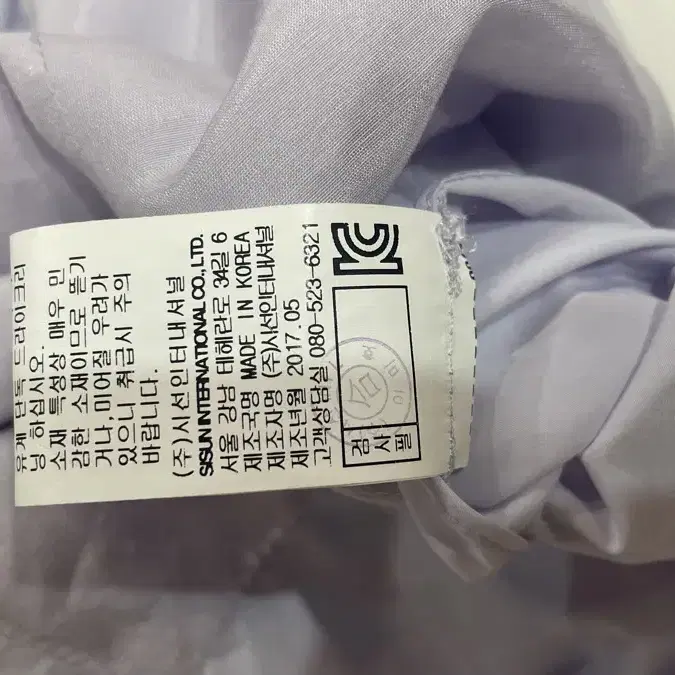 유게 단독 드라이크리
닝 하십시오.
소재 특성상 매우 민
감한 소재이므로 뜯기
거나,미어질 우려가
있으니 취급시 주의
바랍니다.
(주)시선인터내셔널
SISUN INTERNATIONAL CO.,LTD.
서울 강남 테헤란로 34길 6
제조국명 MADE IN KOREA
제조자명 (주)시선인터내셔널
제조년월 2017.05
고객상담실 080-523-6321
검사필